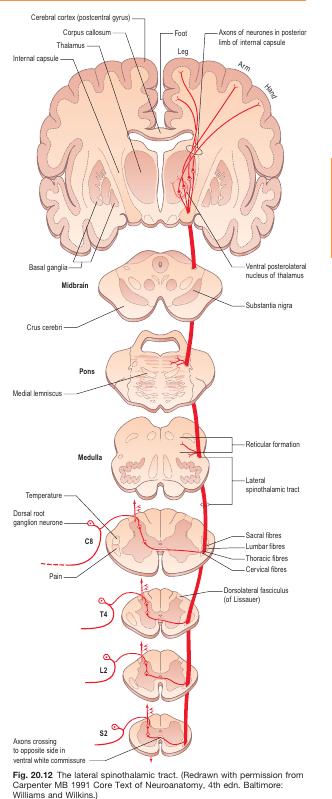 Cerebral cortex (postcentral gyrus)
Corpus callosum
Thalamus
Internal capsule
Foot
Leg
Axons of neurones in posterior
limb of internal capsule
Arm
Hand
Basal ganglia
Ventral posterolateral
nucleus of thalamus
Midbrain
Substantia nigra
Crus cerebri
Pons
Medial lemniscus
Medulla
Reticular formation
Lateral
spinothalamic tract
Temperature
Dorsal root
ganglion neurone
C8
Pain
Sacral fibres
Lumbar fibres
Thoracic fibres
Cervical fibres
Dorsolateral fasciculus
(of Lissauer)
T4
L2
S2
Axons crossing
to opposite side in
ventral white commissure
Fig. 20.12 The lateral spinothalamic tract. (Redrawn with permission from
Carpenter MB 1991 Core Text of Neuroanatomy, 4th edn. Baltimore:
Williams and Wilkins.)